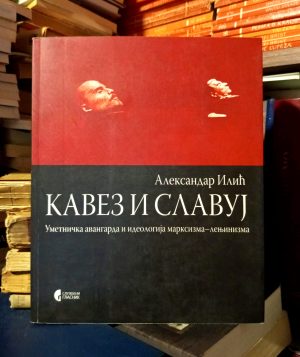 Александар Илић
КАВЕЗ И СЛАВУЈ
Уметничка авангарда и идеологија марксизма–лењинизма
СЛУЖБЕНИ
ГЛАСНИК